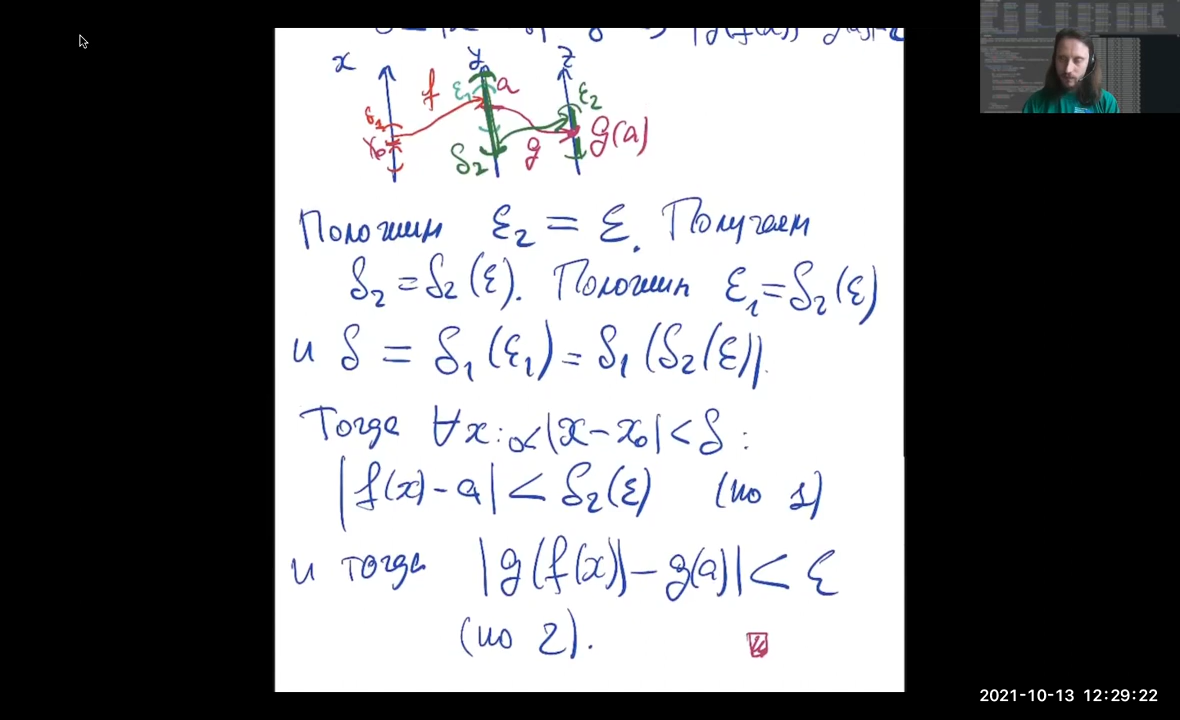 x y z
f ε₁ a ε₂
δ₁ x₀ δ₂ g g(a)
Положим ε₂ = ε. Получаем
δ₂ = δ₂(ε). Положим ε₁ = δ₂(ε)
и δ = δ₁(ε₁) = δ₁(δ₂(ε)).
Тогда ∀x: 0<|x-x₀| < δ :
|f(x) - a| < δ₂(ε) (по 1)
и тогда |g(f(x)) - g(a)| < ε
(по 2).
2021-10-13 12:29:22